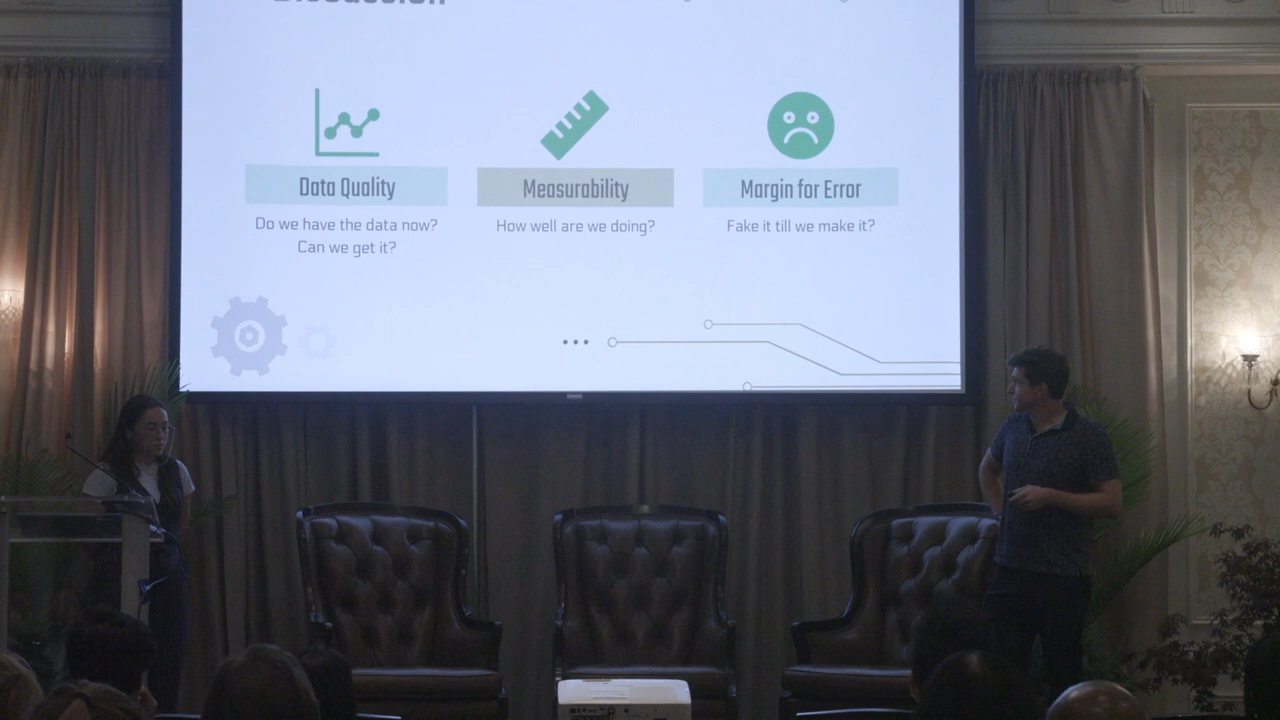 Discussion
Data Quality
Measurability
Margin for Error
Do we have the data now?
Can we get it?
How well are we doing?
Fake it till we make it?